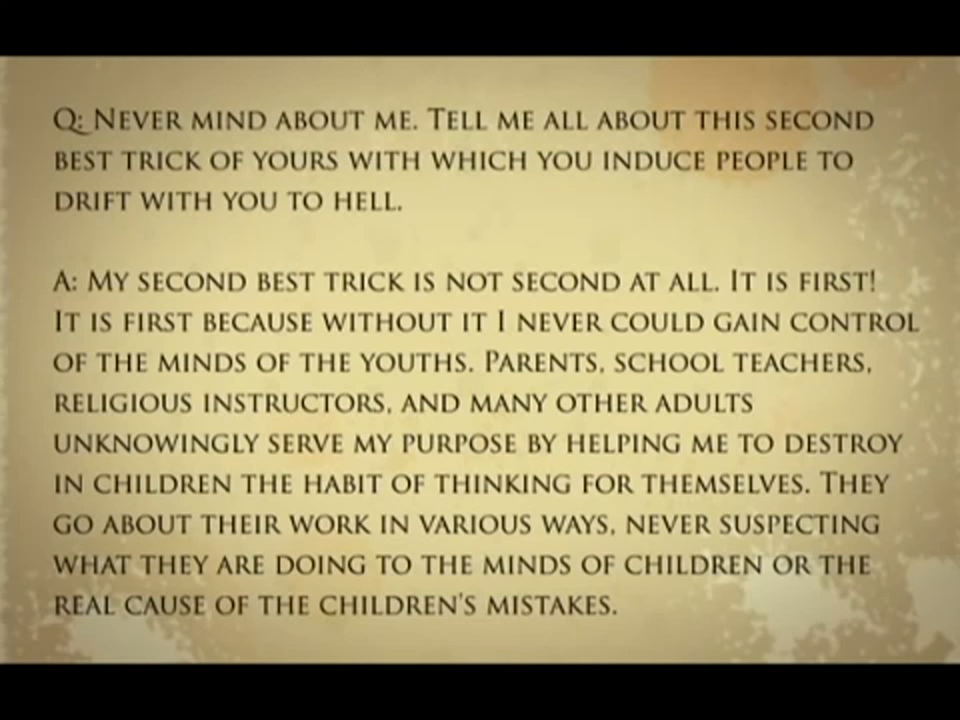 Q: Never mind about me. Tell me all about this second
best trick of yours with which you induce people to
drift with you to hell.
A: My second best trick is not second at all. It is first!
It is first because without it I never could gain control
of the minds of the youths. Parents, school teachers,
religious instructors, and many other adults
unknowingly serve my purpose by helping me to destroy
in children the habit of thinking for themselves. They
go about their work in various ways, never suspecting
what they are doing to the minds of children or the
real cause of the children's mistakes.